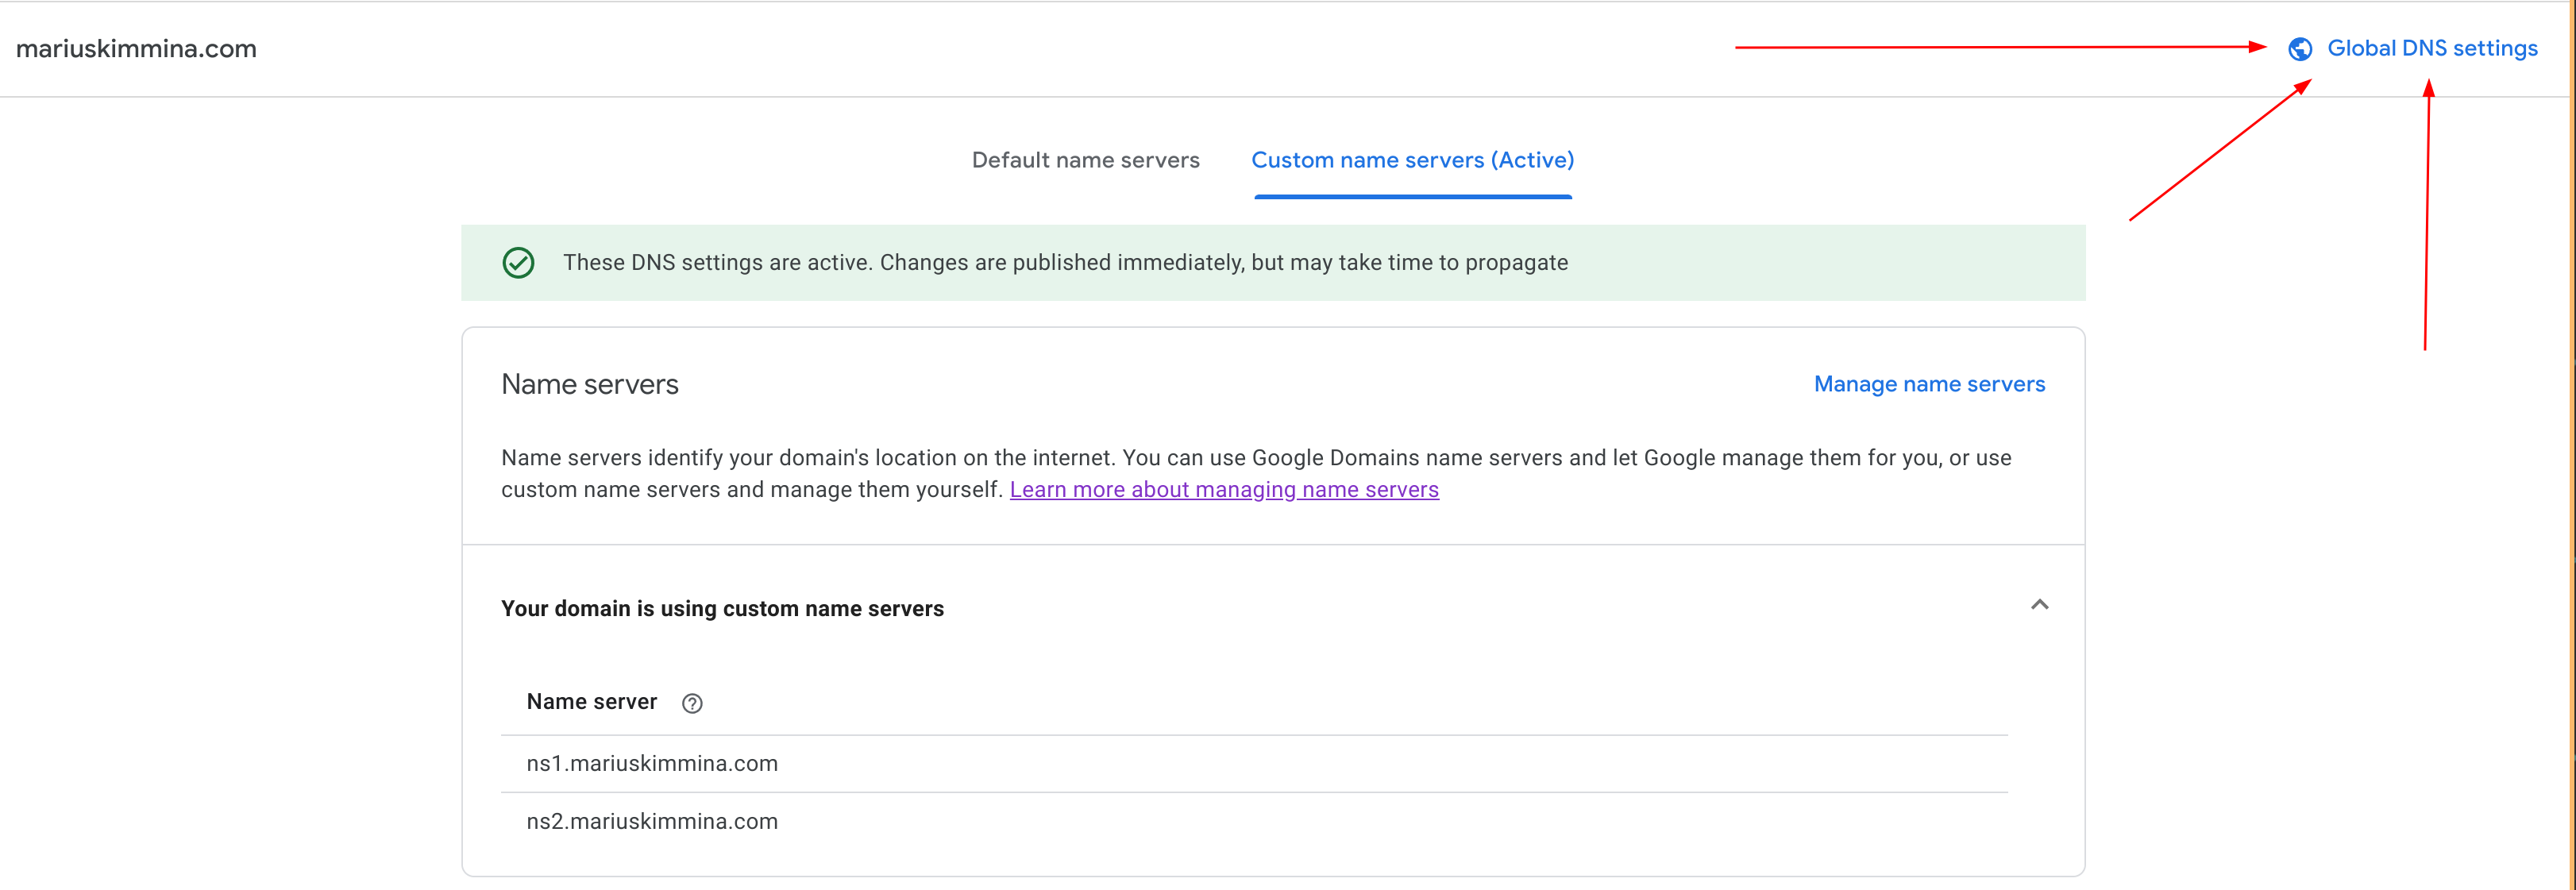 mariuskimmina.com
Global DNS settings
Default name servers
Custom name servers (Active)
These DNS settings are active. Changes are published immediately, but may take time to propagate
Name servers
Manage name servers
Name servers identify your domain's location on the internet. You can use Google Domains name servers and let Google manage them for you, or use
custom name servers and manage them yourself. Learn more about managing name servers
Your domain is using custom name servers
Name server
ns1.mariuskimmina.com
ns2.mariuskimmina.com